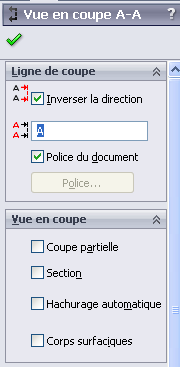 Vue en coupe A-A ?
Ligne de coupe
Inverser la direction
A
Police du document
Police...
Vue en coupe
Coupe partielle
Section
Hachurage automatique
Corps surfaciques